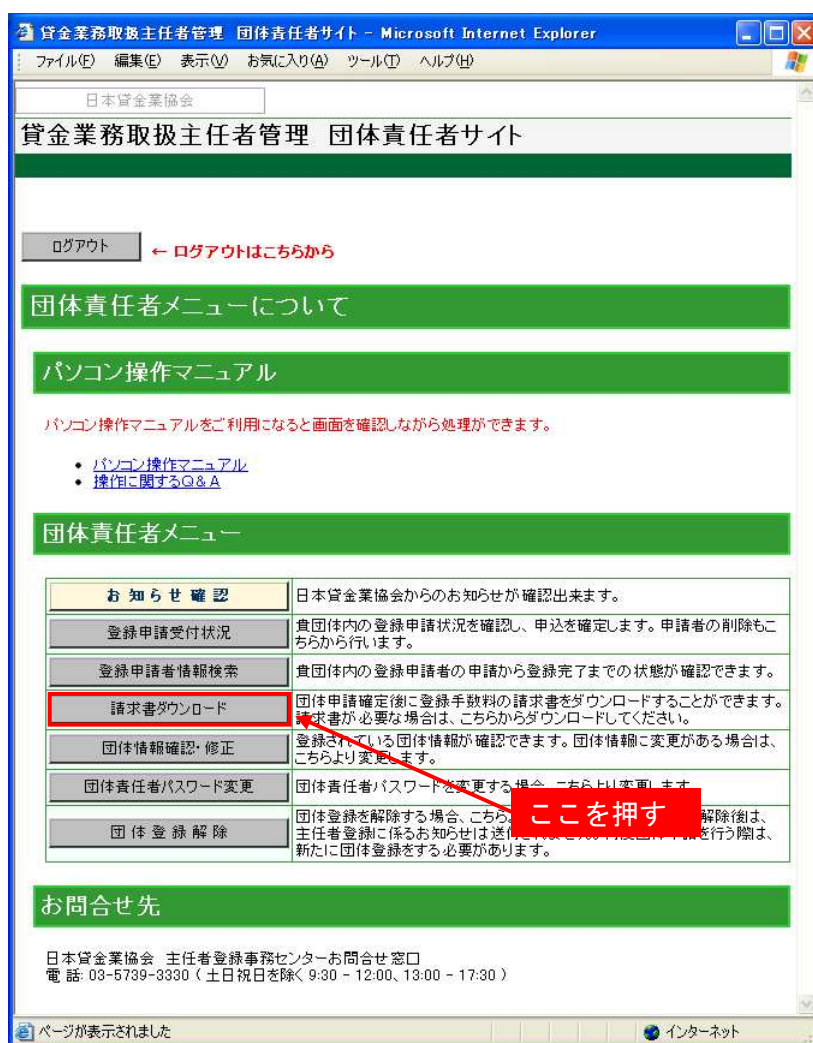 貸金業務取扱主任者管理 団体責任者サイト - Microsoft Internet Explorer
ファイル(F) 編集(E) 表示(V) お気に入り(A) ツール(T) ヘルプ(H)
日本貸金業協会
貸金業務取扱主任者管理 団体責任者サイト
ログアウト ← ログアウトはこちらから
団体責任者メニューについて
パソコン操作マニュアル
パソコン操作マニュアルをご利用になると画面を確認しながら処理ができます。
• パソコン操作マニュアル
• 操作に関するQ&A
団体責任者メニュー
お知らせ確認 日本貸金業協会からのお知らせが確認出来ます。
登録申請受付状況 貴団体内の登録申請状況を確認し、申込を確定します。申請者の削除もこ
ちらから行います。
登録申請者情報検索 貴団体内の登録申請者の申請から登録完了までの状態が確認できます。
請求書ダウンロード 団体申請確定後に登録手数料の請求書をダウンロードすることができます。
請求書が必要な場合は、こちらからダウンロードしてください。
団体情報確認・修正 登録されている団体情報が確認できます。団体情報に変更がある場合は、
こちらより変更します。
団体責任者パスワード変更 団体責任者パスワードを変更する場合、こちらより変更します。
ここを押す
団体登録解除 団体登録を解除する場合、こちら 解除後は、
主任者登録に係るお知らせは送付 を行う際は、
新たに団体登録をする必要があります。
お問合せ先
日本貸金業協会 主任者登録事務センターお問合せ窓口
電話: 03-5739-3330 ( 土日祝日を除く 9:30 - 12:00、13:00 - 17:30 )
ページが表示されました インターネット